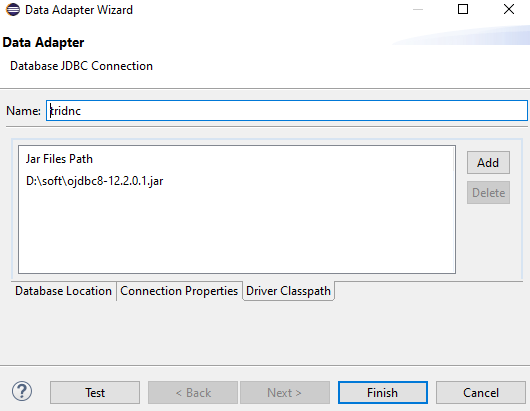 Data Adapter Wizard
Data Adapter
Database JDBC Connection
Name: tridnc
Jar Files Path
D:\soft\ojdbc8-12.2.0.1.jar
Add
Delete
Database Location Connection Properties Driver Classpath
? Test < Back Next > Finish Cancel